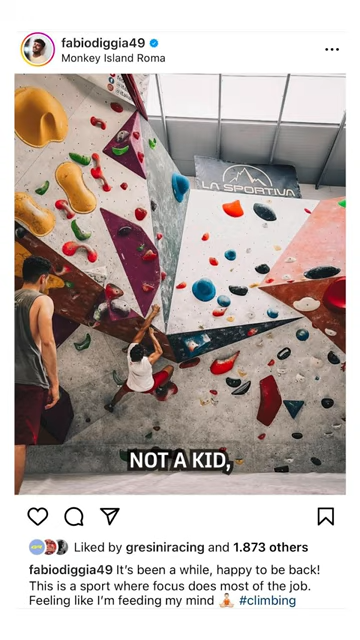 fabiodiggia49
Monkey Island Roma
LA SPORTIVA
NOT A KID,
Liked by gresiniracing and 1.873 others
fabiodiggia49 It's been a while, happy to be back!
This is a sport where focus does most of the job.
Feeling like I'm feeding my mind 🧘🏻‍♂️ #climbing